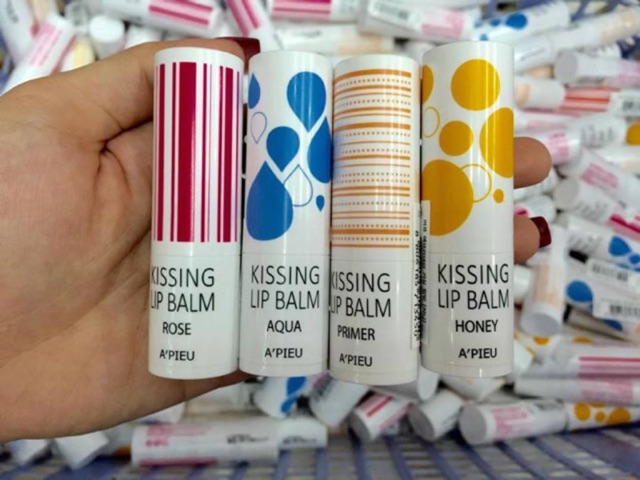 KISSING
LIP BALM
ROSE
A'PIEU
KISSING
LIP BALM
AQUA
A'PIEU
KISSING
LIP BALM
PRIMER
A'PIEU
KISSING
LIP BALM
HONEY
A'PIEU